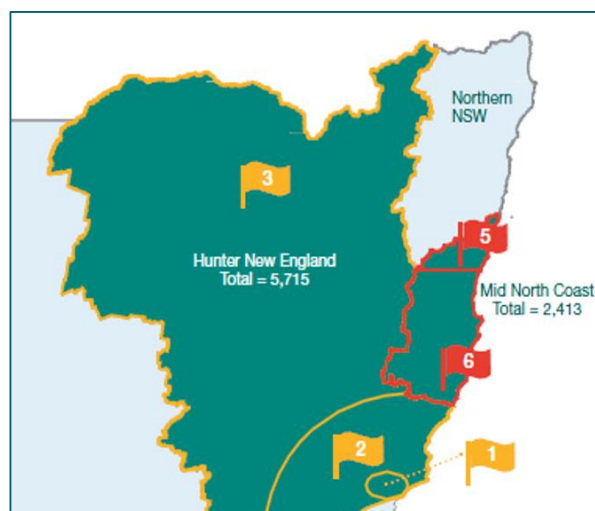 Northern
NSW
3
5
Hunter New England
Total = 5,715
Mid North Coast
Total = 2,413
6
2
1